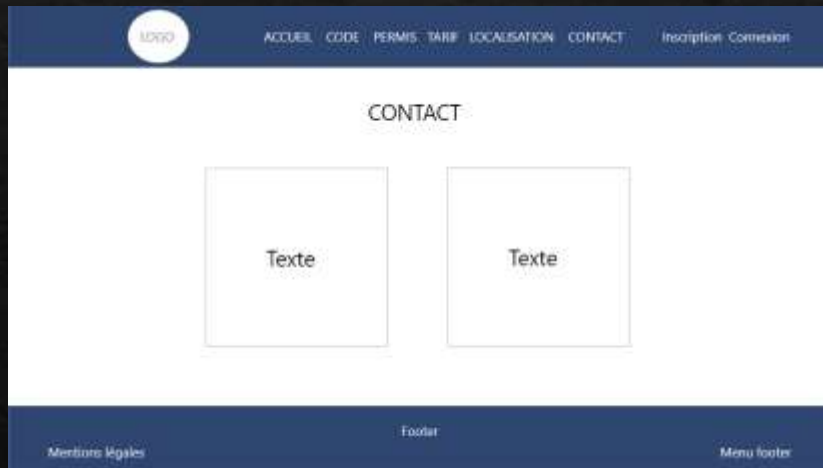 LOGO ACCUEIL CODE PERMIS TARIF LOCALISATION CONTACT Inscription Connexion
CONTACT
Texte Texte
Footer
Mentions légales Menu footer